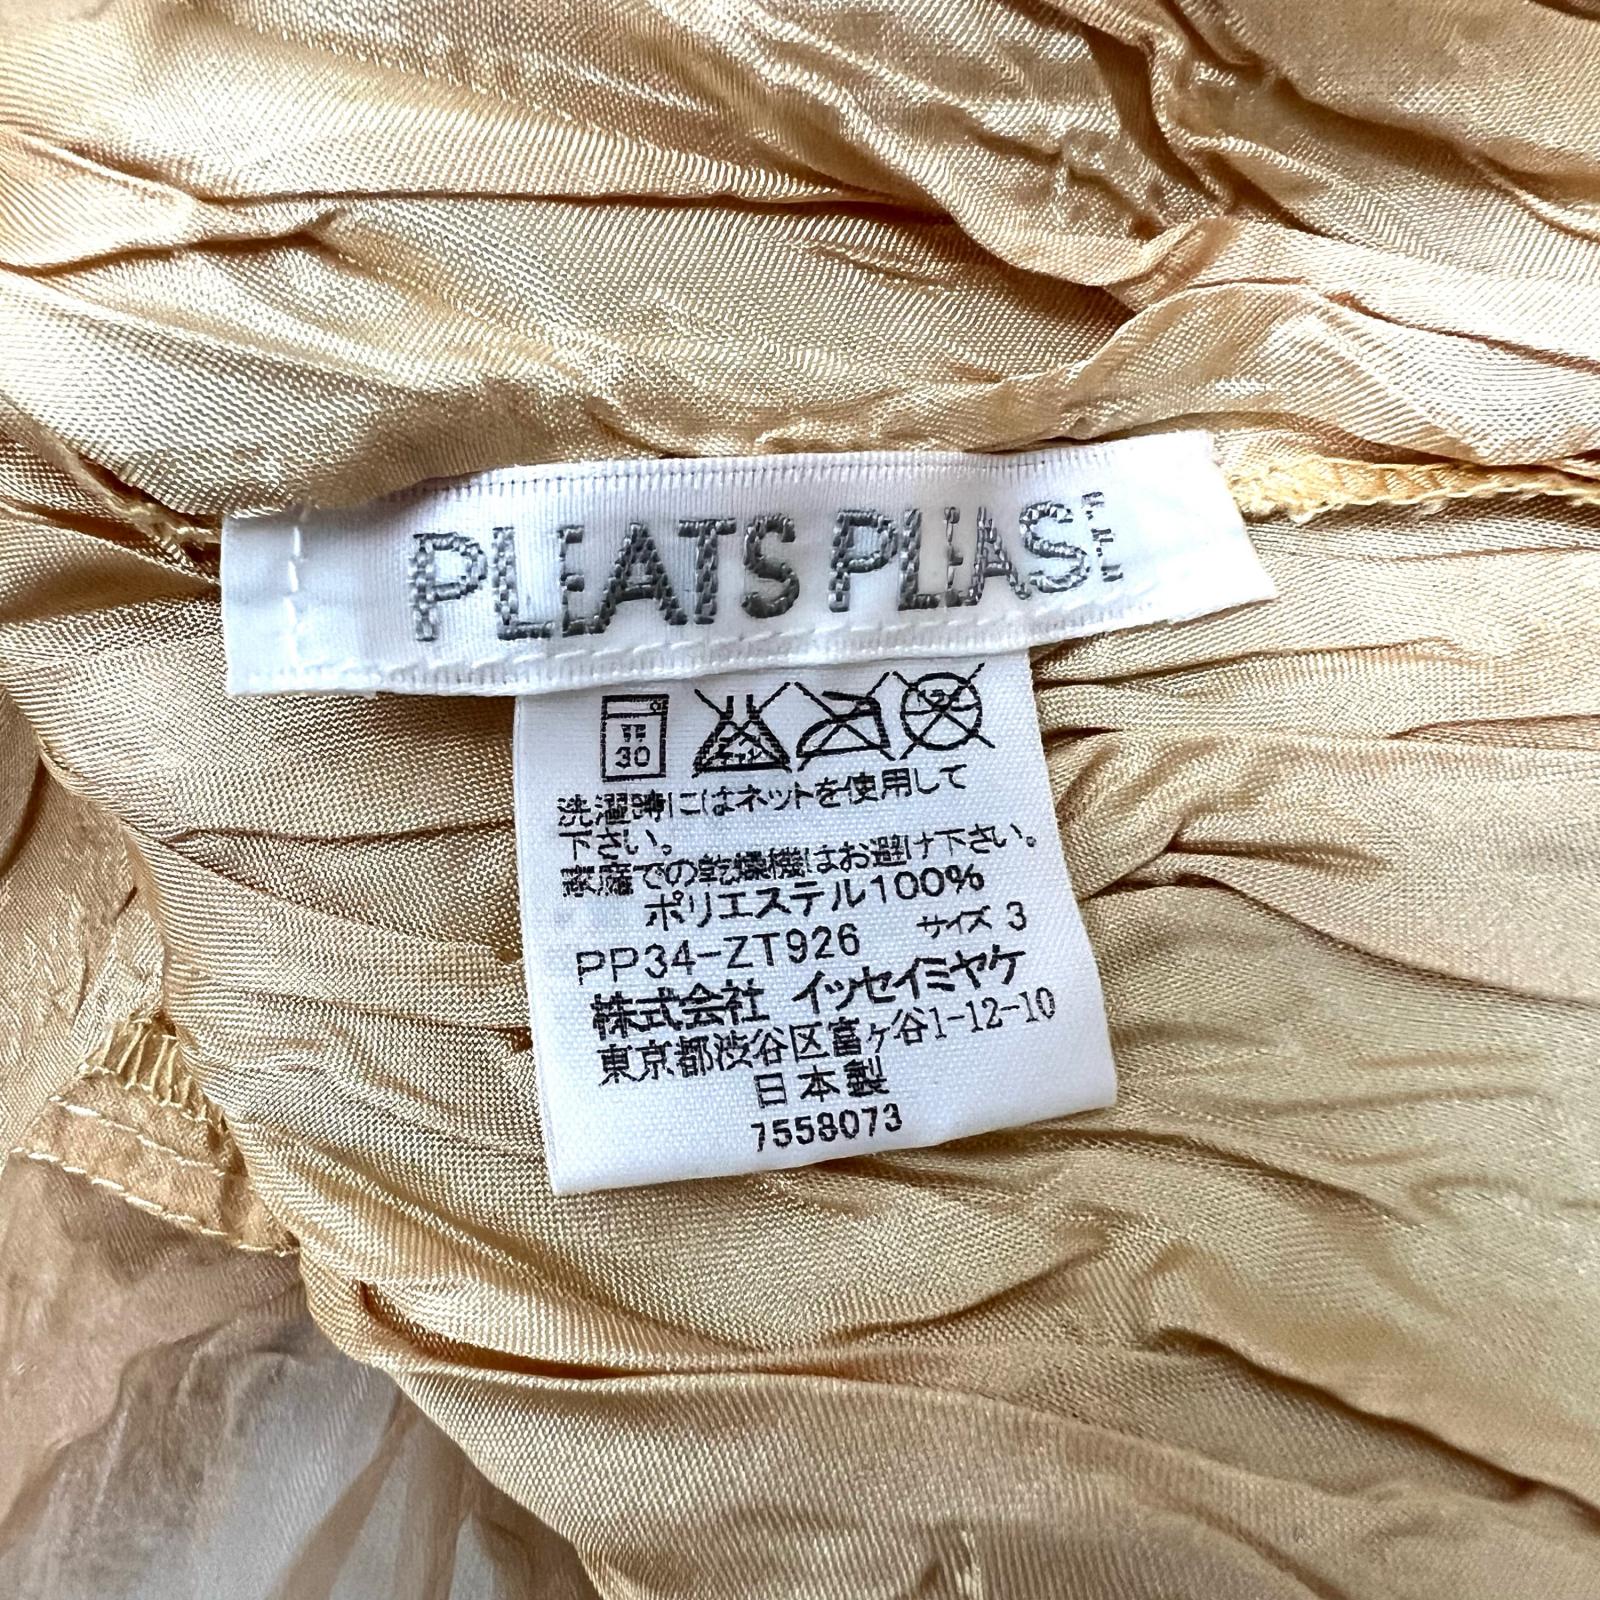 PLEATS PLEASE
弱
30
洗濯時にはネットを使用して
下さい。
家庭での乾燥機はお避け下さい。
ポリエステル100%
PP34-ZT926 サイズ 3
株式会社 イッセイミヤケ
東京都渋谷区富ヶ谷1-12-10
日本製
7558073